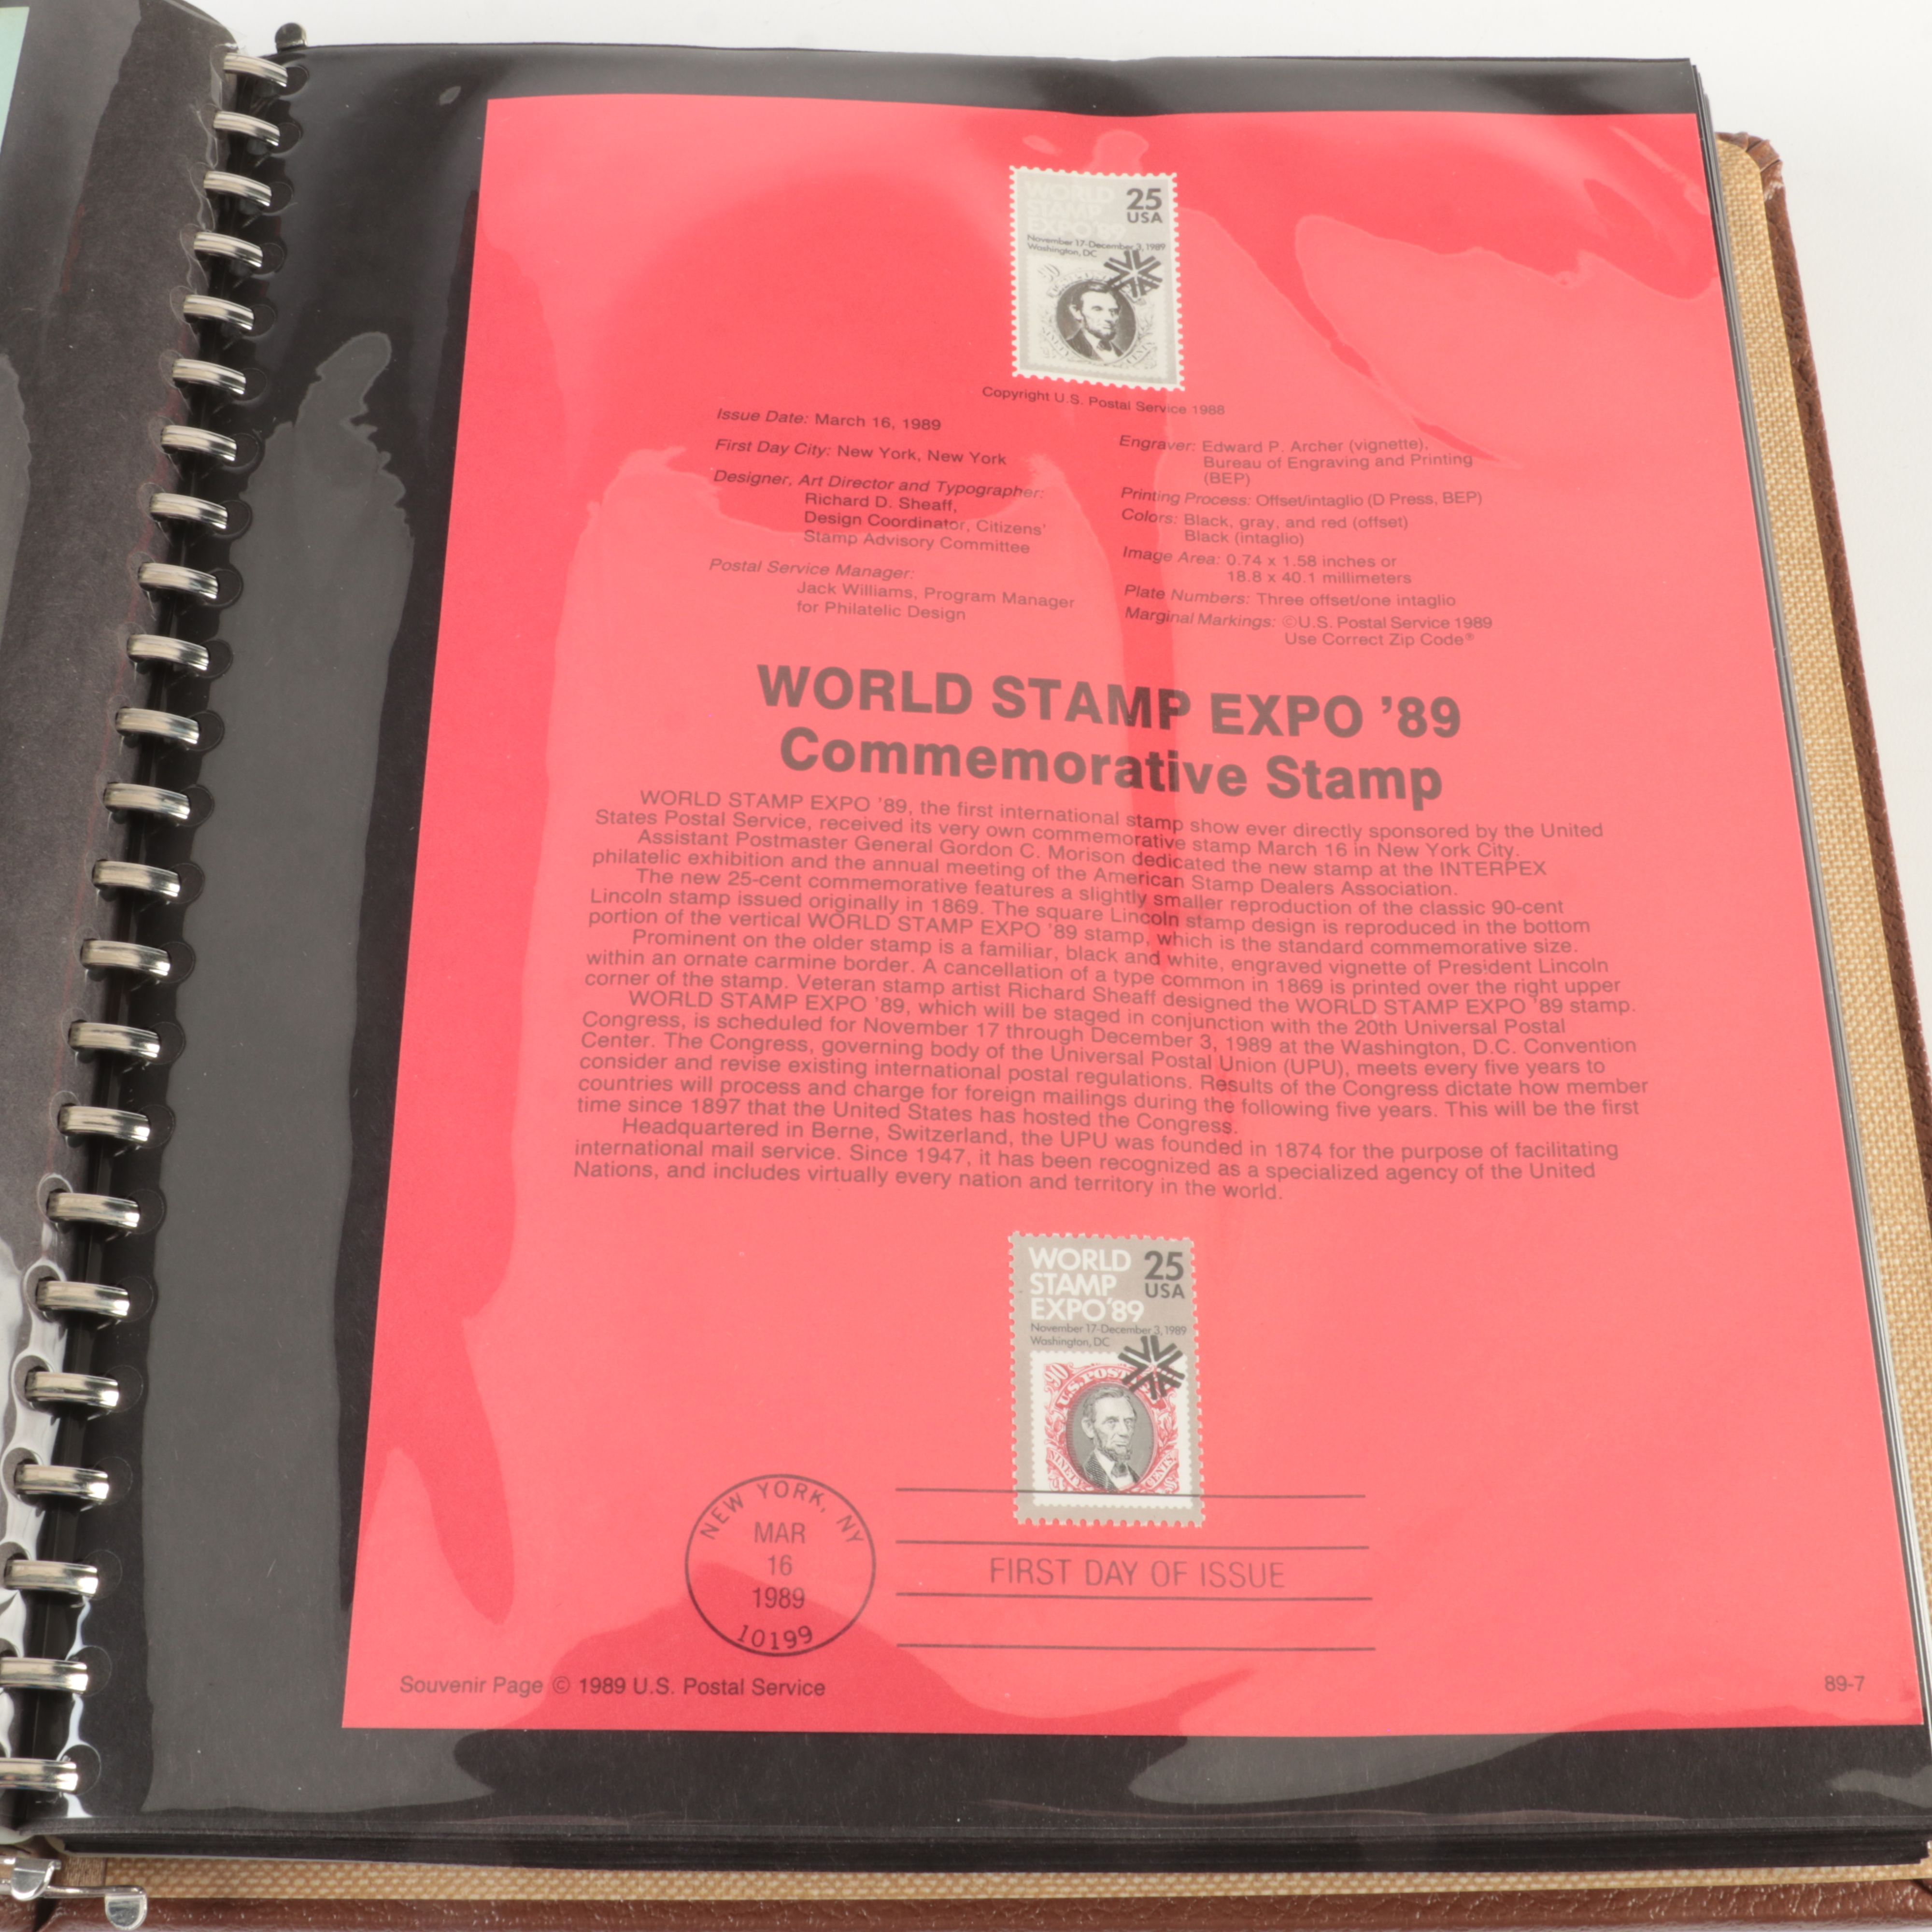 WORLD
STAMP
EXPO'89
25
USA
November 17-December 3, 1989
Washington, DC
90
Copyright U.S. Postal Service 1988
Issue Date: March 16, 1989
First Day City: New York, New York
Designer, Art Director and Typographer:
Richard D. Sheaff,
Design Coordinator, Citizens'
Stamp Advisory Committee
Postal Service Manager:
Jack Williams, Program Manager
for Philatelic Design
Engraver: Edward P. Archer (vignette),
Bureau of Engraving and Printing
(BEP)
Printing Process: Offset/intaglio (D Press, BEP)
Colors: Black, gray, and red (offset)
Black (intaglio)
Image Area: 0.74 x 1.58 inches or
18.8 x 40.1 millimeters
Plate Numbers: Three offset/one intaglio
Marginal Markings: ©U.S. Postal Service 1989
Use Correct Zip Code®
WORLD STAMP EXPO '89
Commemorative Stamp
WORLD STAMP EXPO '89, the first international stamp show ever directly sponsored by the United
States Postal Service, received its very own commemorative stamp March 16 in New York City.
Assistant Postmaster General Gordon C. Morison dedicated the new stamp at the INTERPEX
philatelic exhibition and the annual meeting of the American Stamp Dealers Association.
The new 25-cent commemorative features a slightly smaller reproduction of the classic 90-cent
Lincoln stamp issued originally in 1869. The square Lincoln stamp design is reproduced in the bottom
portion of the vertical WORLD STAMP EXPO '89 stamp, which is the standard commemorative size.
Prominent on the older stamp is a familiar, black and white, engraved vignette of President Lincoln
within an ornate carmine border. A cancellation of a type common in 1869 is printed over the right upper
corner of the stamp. Veteran stamp artist Richard Sheaff designed the WORLD STAMP EXPO '89 stamp.
WORLD STAMP EXPO '89, which will be staged in conjunction with the 20th Universal Postal
Congress, is scheduled for November 17 through December 3, 1989 at the Washington, D.C. Convention
Center. The Congress, governing body of the Universal Postal Union (UPU), meets every five years to
consider and revise existing international postal regulations. Results of the Congress dictate how member
countries will process and charge for foreign mailings during the following five years. This will be the first
time since 1897 that the United States has hosted the Congress.
Headquartered in Berne, Switzerland, the UPU was founded in 1874 for the purpose of facilitating
international mail service. Since 1947, it has been recognized as a specialized agency of the United
Nations, and includes virtually every nation and territory in the world.
WORLD
STAMP
EXPO'89
25
USA
November 17-December 3, 1989
Washington, DC
90
U.S. POST
NINETY CENTS
NEW YORK, NY
MAR
16
1989
10199
FIRST DAY OF ISSUE
Souvenir Page © 1989 U.S. Postal Service
89-7